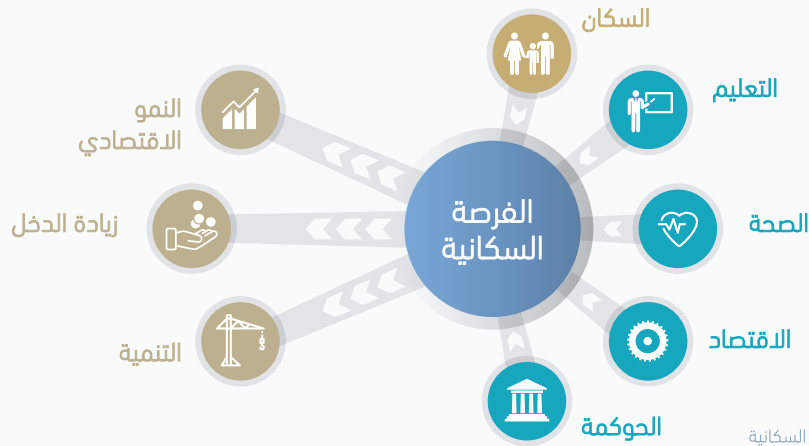 السكان
التعليم
الصحة
الاقتصاد
الحوكمة
الفرصة
السكانية
النمو
الاقتصادي
زيادة الدخل
التنمية
السكانية